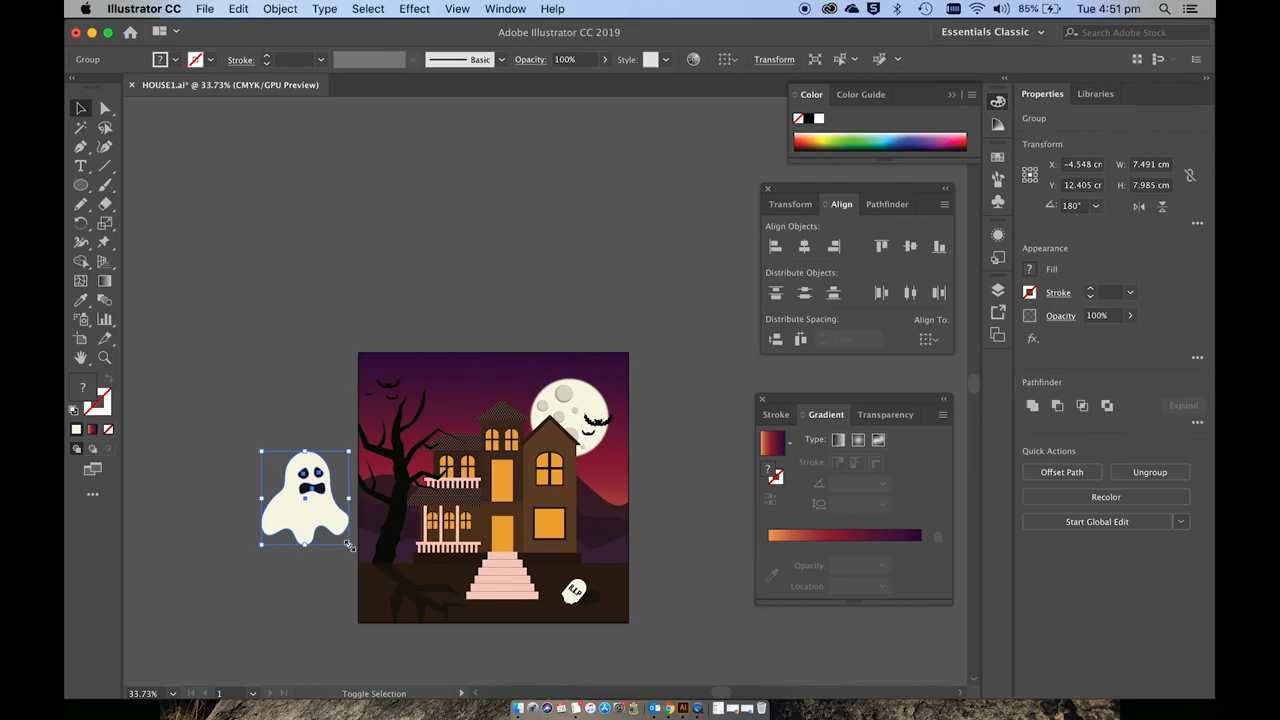 Illustrator CC File Edit Object Type Select Effect View Window Help 85% Tue 4:51 pm
Adobe Illustrator CC 2019 Essentials Classic Search Adobe Stock
Group ? Stroke: Basic Opacity: 100% Style: Transform
HOUSE1.ai* @ 33.73% (CMYK/GPU Preview)
Color Color Guide
Properties Libraries
Group
Transform
X: -4.548 cr W: 7.491 cm
Y: 12.405 cr H: 7.985 cm
180°
Transform Align Pathfinder
Align Objects:
Distribute Objects:
Distribute Spacing: Align To:
Appearance
? Fill
Stroke
Opacity 100%
fx.
Pathfinder
Expand
Quick Actions
Offset Path Ungroup
Recolor
Start Global Edit
Stroke Gradient Transparency
Type:
? Stroke:
Opacity:
Location:
?
R.I.P
33.73% 1 Toggle Selection